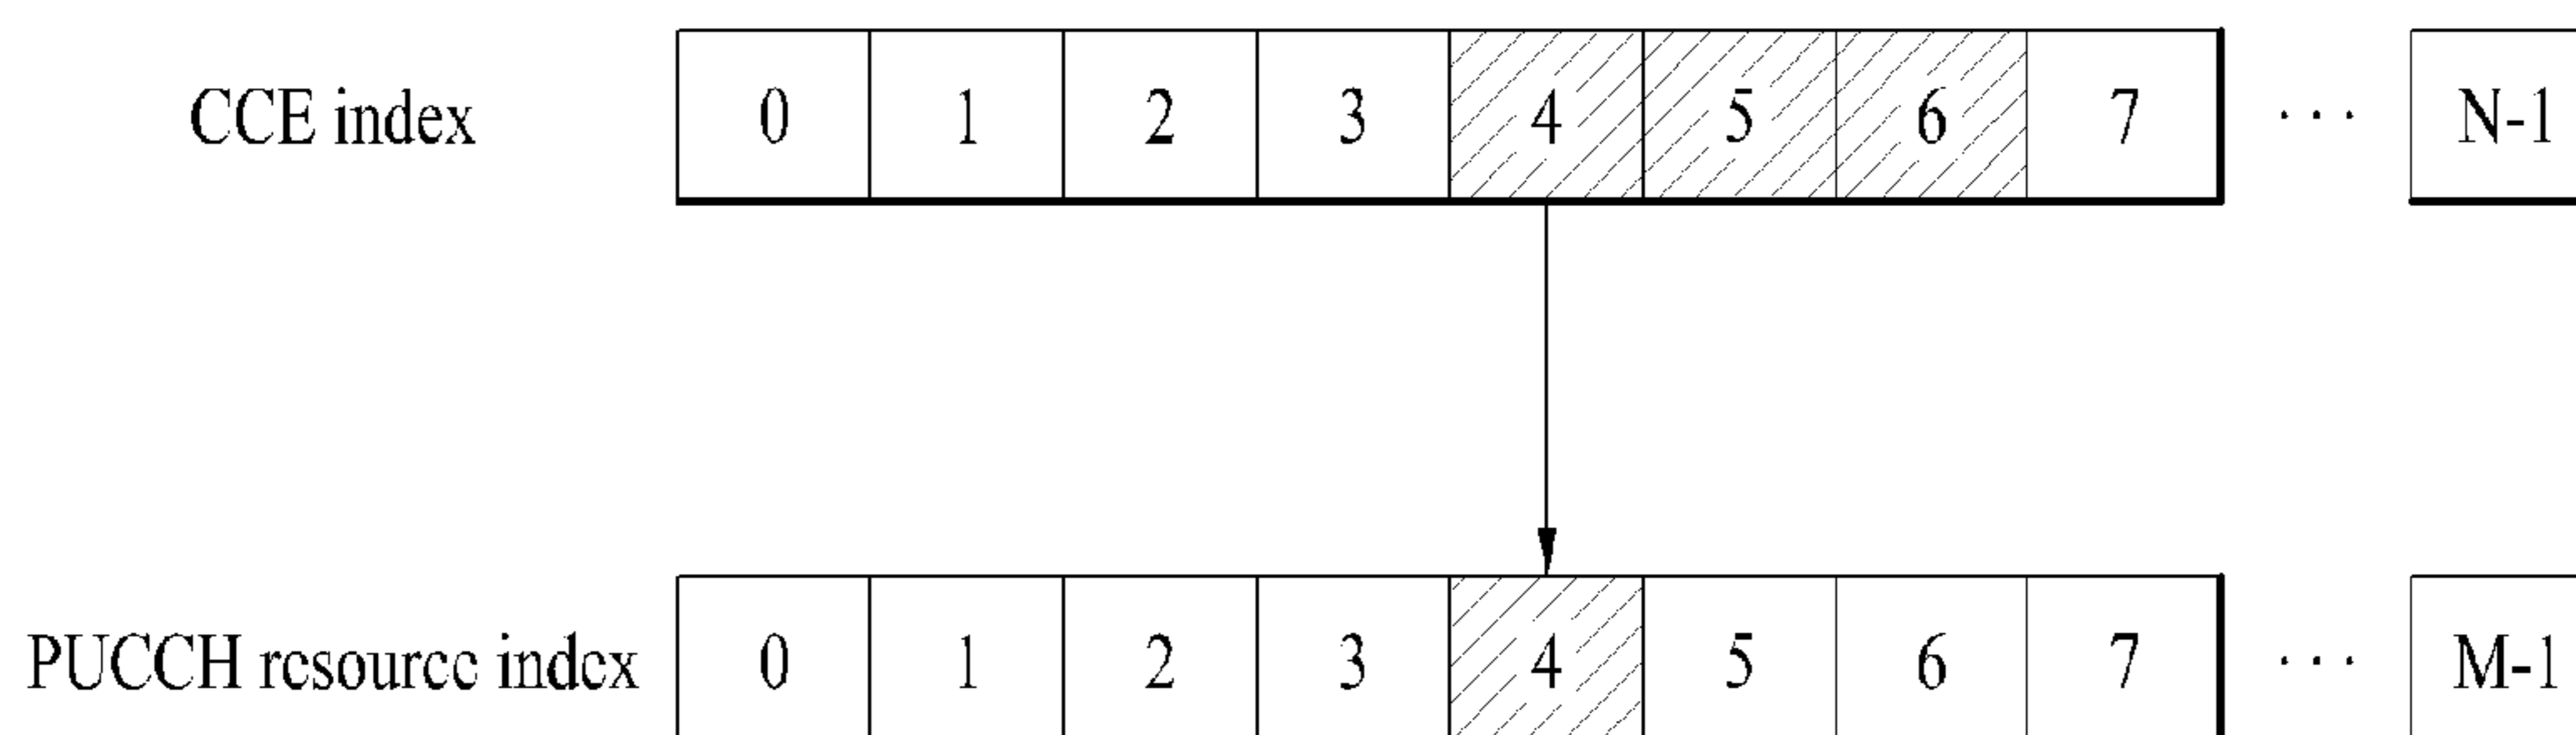 CCE index 0 1 2 3 4 5 6 7 ... N-1
PUCCH resource index 0 1 2 3 4 5 6 7 ... M-1